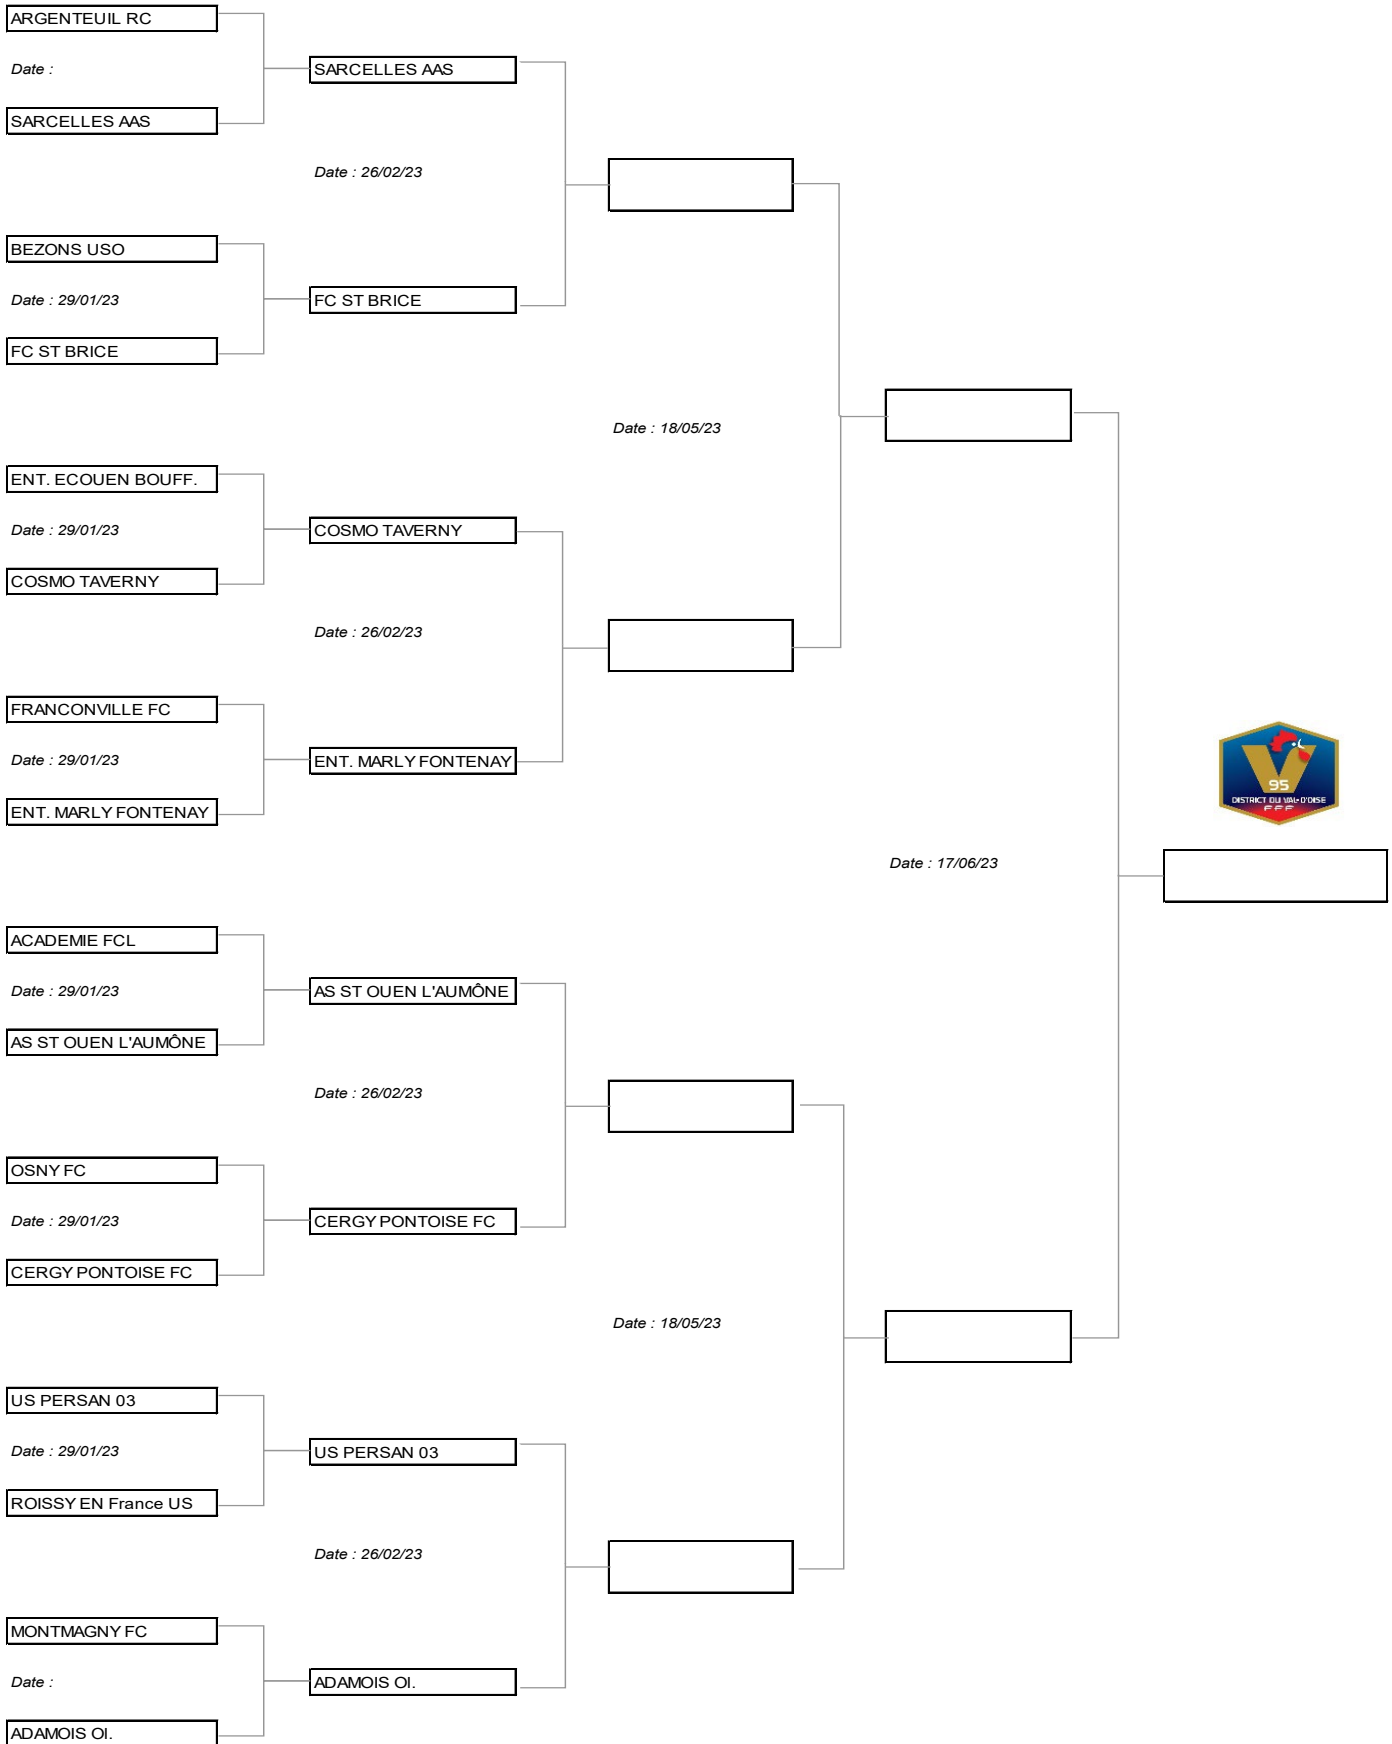 ARGENTEUIL RC
Date :
SARCELLES AAS
SARCELLES AAS
Date : 26/02/23
BEZONS USO
Date : 29/01/23
FC ST BRICE
FC ST BRICE
Date : 18/05/23
ENT. ECOUEN BOUFF.
Date : 29/01/23
COSMO TAVERNY
COSMO TAVERNY
Date : 26/02/23
FRANCONVILLE FC
Date : 29/01/23
ENT. MARLY FONTENAY
ENT. MARLY FONTENAY
95
DISTRICT DU VAL-D'OISE
FFF
Date : 17/06/23
ACADEMIE FCL
Date : 29/01/23
AS ST OUEN L'AUMÔNE
AS ST OUEN L'AUMÔNE
Date : 26/02/23
OSNY FC
Date : 29/01/23
CERGY PONTOISE FC
CERGY PONTOISE FC
Date : 18/05/23
US PERSAN 03
Date : 29/01/23
US PERSAN 03
ROISSY EN France US
Date : 26/02/23
MONTMAGNY FC
Date :
ADAMOIS Ol.
ADAMOIS Ol.